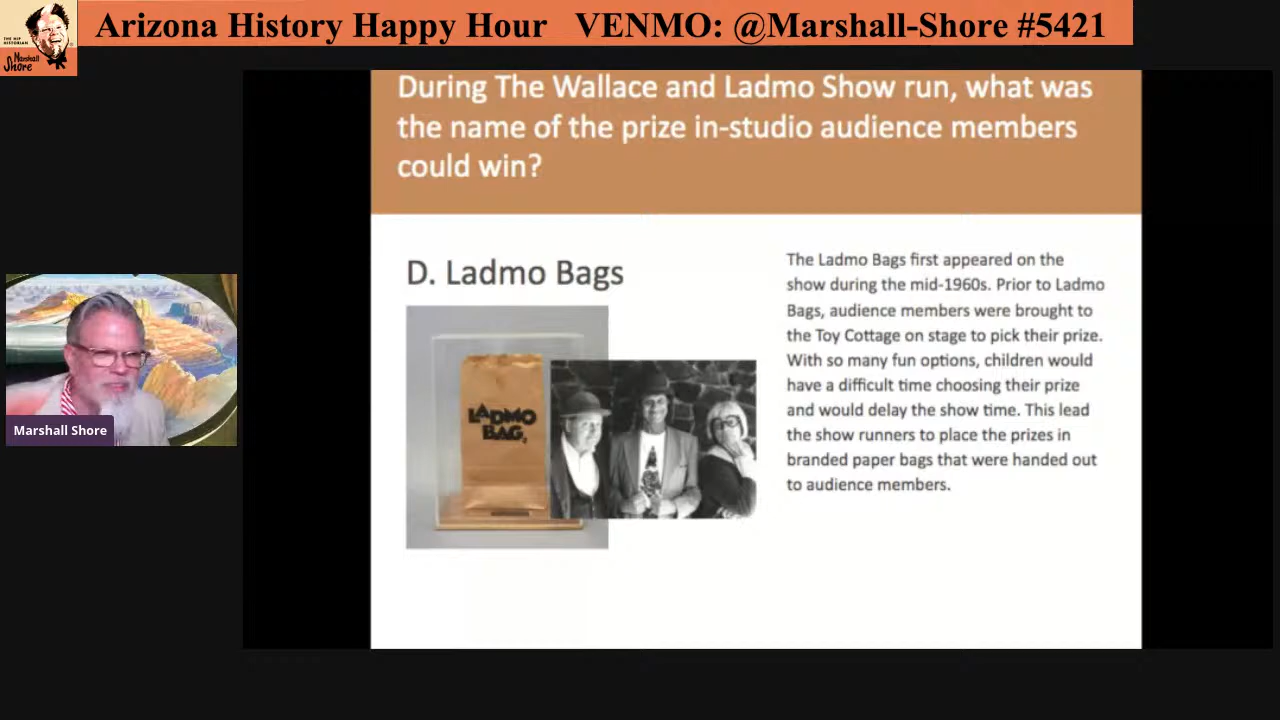 THE HIP
HISTORIAN
Marshall
Shore
Arizona History Happy Hour VENMO: @Marshall-Shore #5421
During The Wallace and Ladmo Show run, what was
the name of the prize in-studio audience members
could win?
D. Ladmo Bags
LADMO
BAG
The Ladmo Bags first appeared on the
show during the mid-1960s. Prior to Ladmo
Bags, audience members were brought to
the Toy Cottage on stage to pick their prize.
With so many fun options, children would
have a difficult time choosing their prize
and would delay the show time. This lead
the show runners to place the prizes in
branded paper bags that were handed out
to audience members.
Marshall Shore